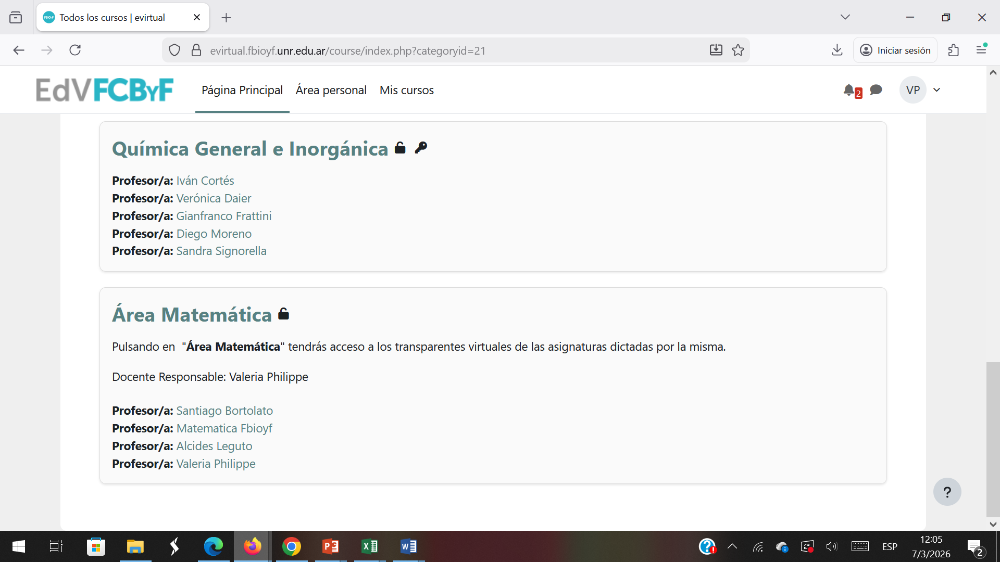 Todos los cursos | evirtual
evirtual.fbioyf.unr.edu.ar/course/index.php?categoryid=21
Iniciar sesión
EdVFCByF
Página Principal
Área personal
Mis cursos
2
VP
Química General e Inorgánica
Profesor/a: Iván Cortés
Profesor/a: Verónica Daier
Profesor/a: Gianfranco Frattini
Profesor/a: Diego Moreno
Profesor/a: Sandra Signorella
Área Matemática
Pulsando en "Área Matemática" tendrás acceso a los transparentes virtuales de las asignaturas dictadas por la misma.
Docente Responsable: Valeria Philippe
Profesor/a: Santiago Bortolato
Profesor/a: Matematica Fbioyf
Profesor/a: Alcides Leguto
Profesor/a: Valeria Philippe
?
ESP
12:05
7/3/2026
2